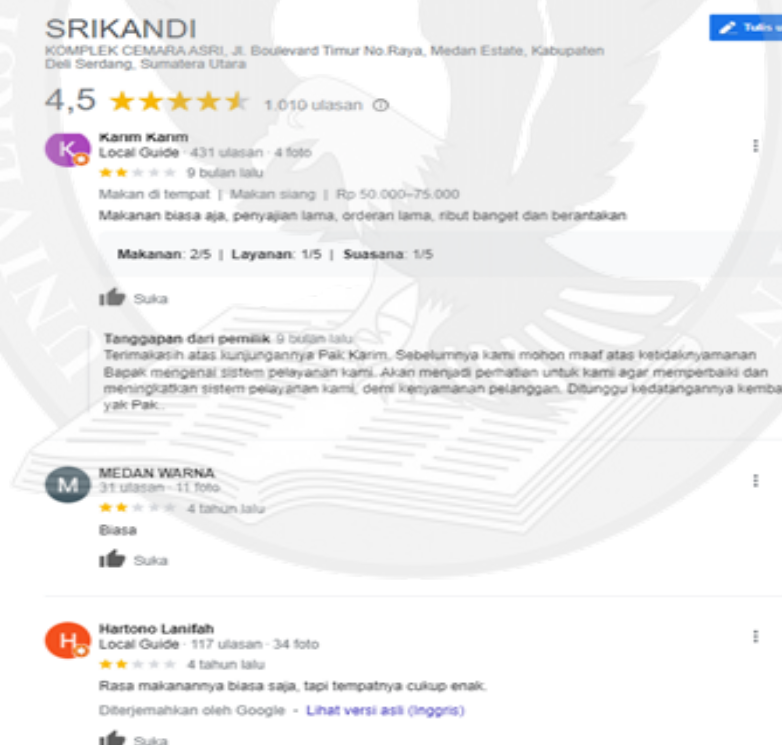 SRIKANDI
KOMPLEK CEMARA ASRI, Jl. Boulevard Timur No.Raya, Medan Estate, Kabupaten
Deli Serdang, Sumatera Utara
Tulis
4,5 1.010 ulasan
K
Karim Karim
Local Guide · 431 ulasan · 4 foto
9 bulan lalu
Makan di tempat | Makan siang | Rp 50.000–75.000
Makanan biasa aja, penyajian lama, orderan lama, ribut banget dan berantakan
Makanan: 2/5 | Layanan: 1/5 | Suasana: 1/5
Suka
Tanggapan dari pemilik 9 bulan lalu
Terimakasih atas kunjungannya Pak Karim. Sebelumnya kami mohon maaf atas ketidaknyamanan
Bapak mengenai sistem pelayanan kami. Akan menjadi perhatian untuk kami agar memperbaiki dan
meningkatkan sistem pelayanan kami, demi kenyamanan pelanggan. Ditunggu kedatangannya kemba
yak Pak..
M
MEDAN WARNA
31 ulasan · 11 foto
4 tahun lalu
Biasa
Suka
H
Hartono Lanifah
Local Guide · 117 ulasan · 34 foto
4 tahun lalu
Rasa makanannya biasa saja, tapi tempatnya cukup enak.
Diterjemahkan oleh Google - Lihat versi asli (Inggris)
Suka